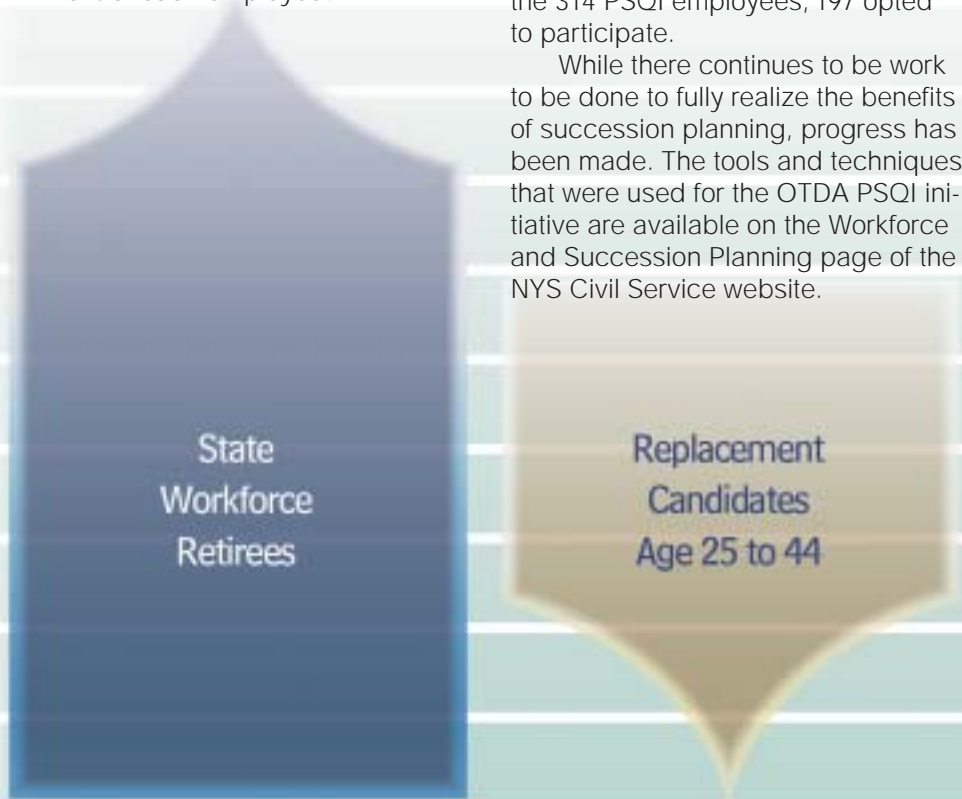 the 314 PSQI employees, 197 opted
to participate.
While there continues to be work
to be done to fully realize the benefits
of succession planning, progress has
been made. The tools and techniques
that were used for the OTDA PSQI ini-
tiative are available on the Workforce
and Succession Planning page of the
NYS Civil Service website.
State
Workforce
Retirees
Replacement
Candidates
Age 25 to 44